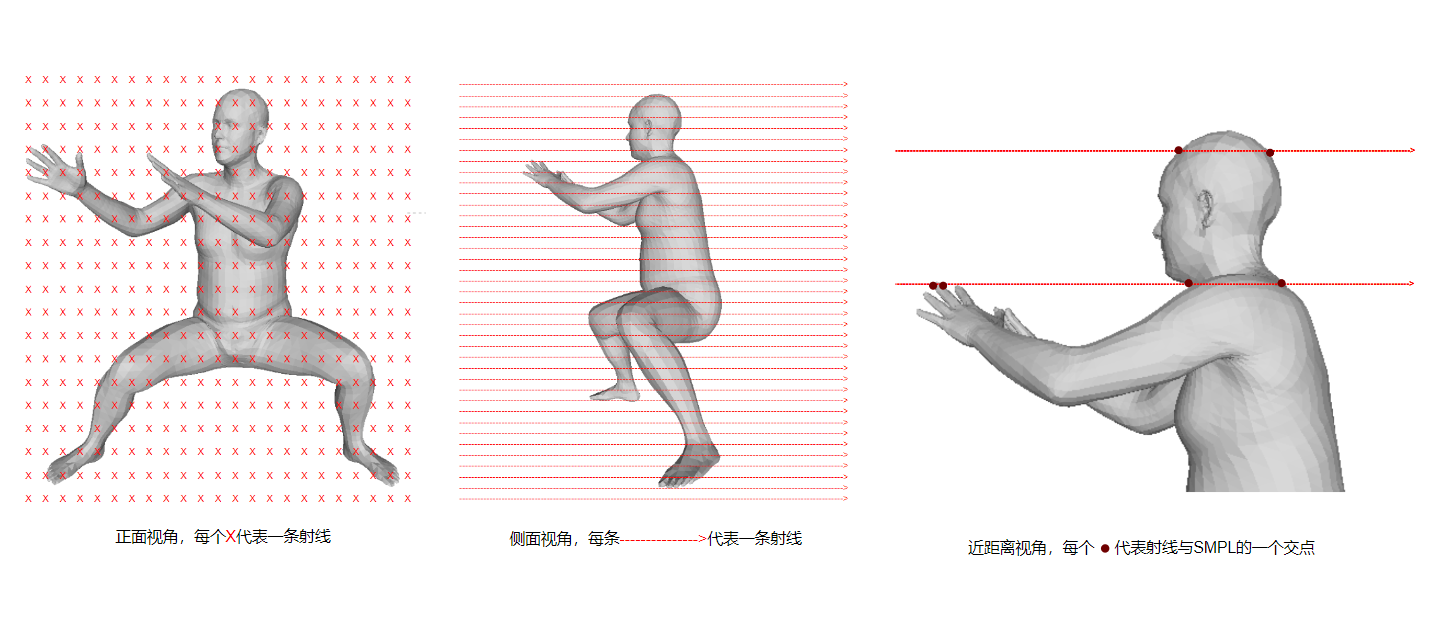 正面视角，每个X代表一条射线
侧面视角，每条--------------->代表一条射线
近距离视角，每个 ● 代表射线与SMPL的一个交点